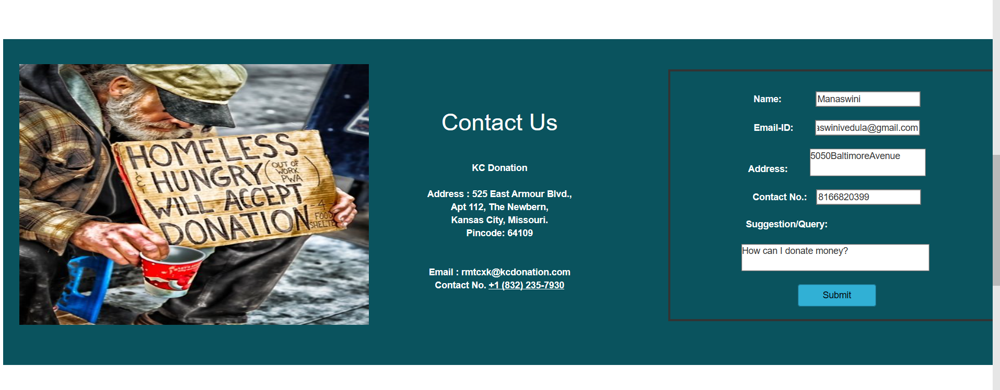 HOMELESS
& HUNGRY (OUT OF
WORK
PWA)
WILL ACCEPT
DONATION
-4-
FOOD
SHELTE
Contact Us
KC Donation
Address : 525 East Armour Blvd.,
Apt 112, The Newbern,
Kansas City, Missouri.
Pincode: 64109
Email : rmtcxk@kcdonation.com
Contact No. +1 (832) 235-7930
Name: Manaswini
Email-ID: aswinivedula@gmail.com
Address: 5050BaltimoreAvenue
Contact No.: 8166820399
Suggestion/Query:
How can I donate money?
Submit